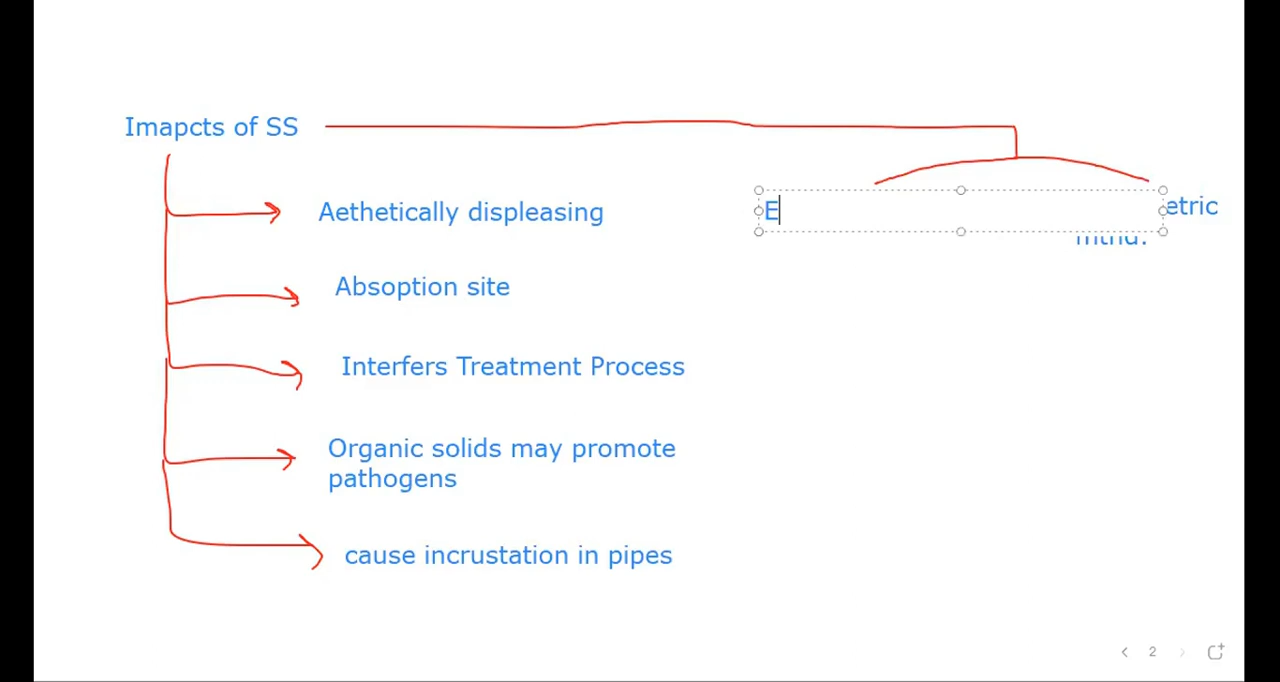 Imapcts of SS
Aethetically displeasing
E
etric
Absoption site
Interfers Treatment Process
Organic solids may promote
pathogens
cause incrustation in pipes
2